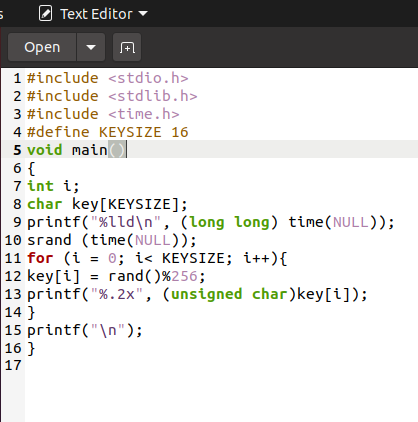 s Text Editor
Open
1 #include <stdio.h>
2 #include <stdlib.h>
3 #include <time.h>
4 #define KEYSIZE 16
5 void main()
6 {
7 int i;
8 char key[KEYSIZE];
9 printf("%lld\n", (long long) time(NULL));
10 srand (time(NULL));
11 for (i = 0; i< KEYSIZE; i++){
12 key[i] = rand()%256;
13 printf("%.2x", (unsigned char)key[i]);
14 }
15 printf("\n");
16 }
17